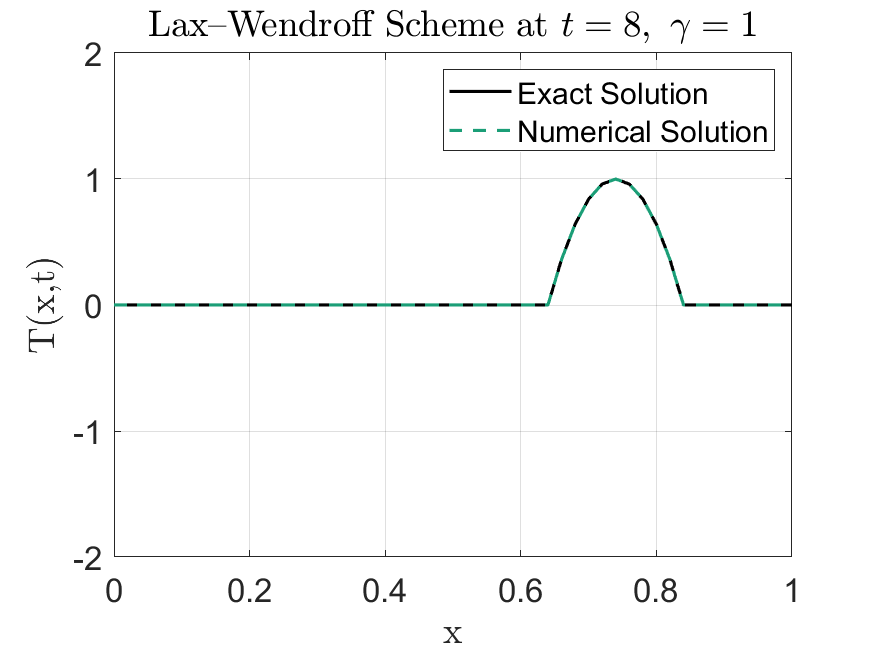 Lax–Wendroff Scheme at t = 8, γ = 1
Exact Solution
Numerical Solution
2
1
0
-1
-2
T(x,t)
0 0.2 0.4 0.6 0.8 1
x